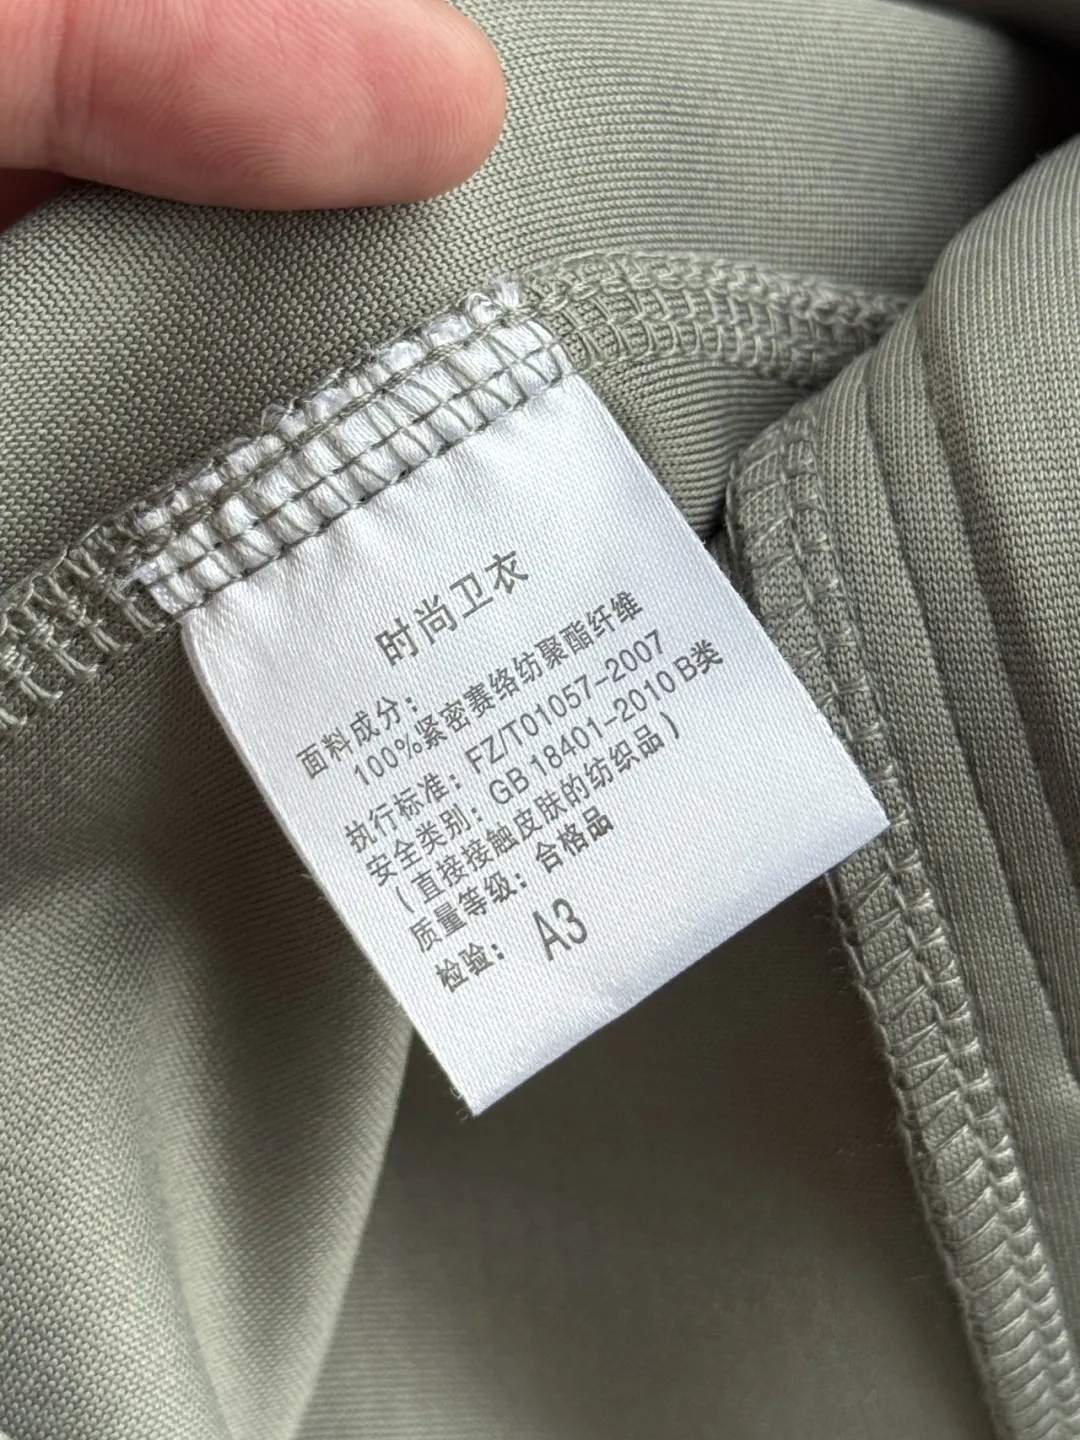 时尚卫衣
面料成分：
100%紧密赛络纺聚酯纤维
执行标准：FZ/T01057-2007
安全类别：GB 18401-2010 B类
（直接接触皮肤的纺织品）
质量等级：合格品
检验：A3